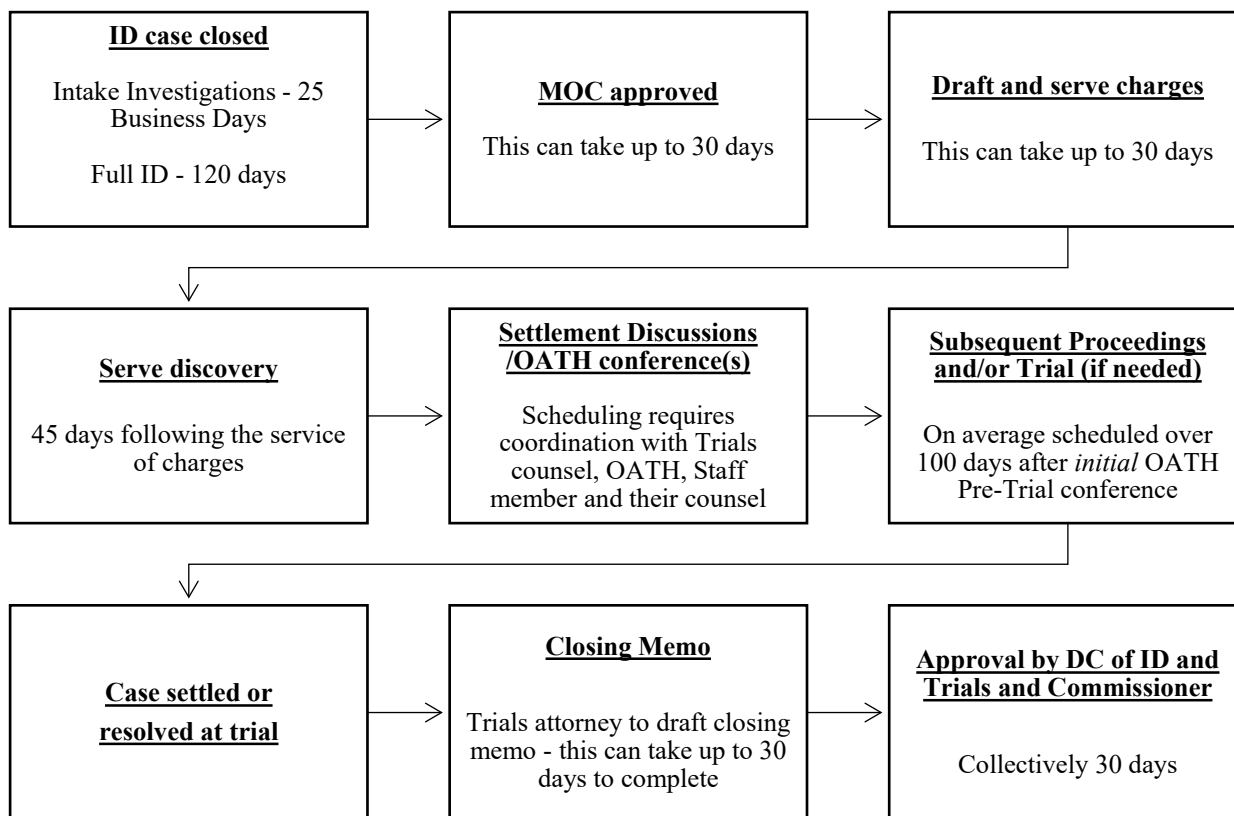 ID case closed
Intake Investigations - 25
Business Days
Full ID - 120 days
MOC approved
This can take up to 30 days
Draft and serve charges
This can take up to 30 days
Serve discovery
45 days following the service
of charges
Settlement Discussions
/OATH conference(s)
Scheduling requires
coordination with Trials
counsel, OATH, Staff
member and their counsel
Subsequent Proceedings
and/or Trial (if needed)
On average scheduled over
100 days after initial OATH
Pre-Trial conference
Case settled or
resolved at trial
Closing Memo
Trials attorney to draft closing
memo - this can take up to 30
days to complete
Approval by DC of ID and
Trials and Commissioner
Collectively 30 days